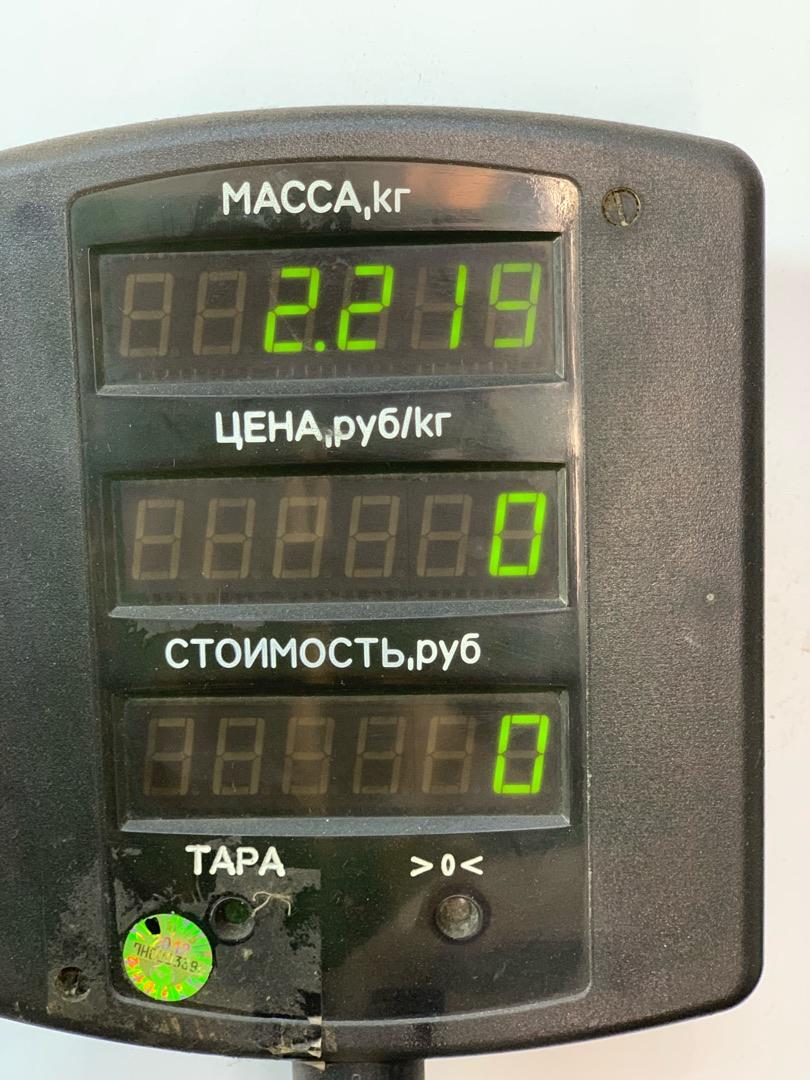 МАССА,кг
2.219
ЦЕНА,руб/кг
0
СТОИМОСТЬ,руб
0
ТАРА >0<